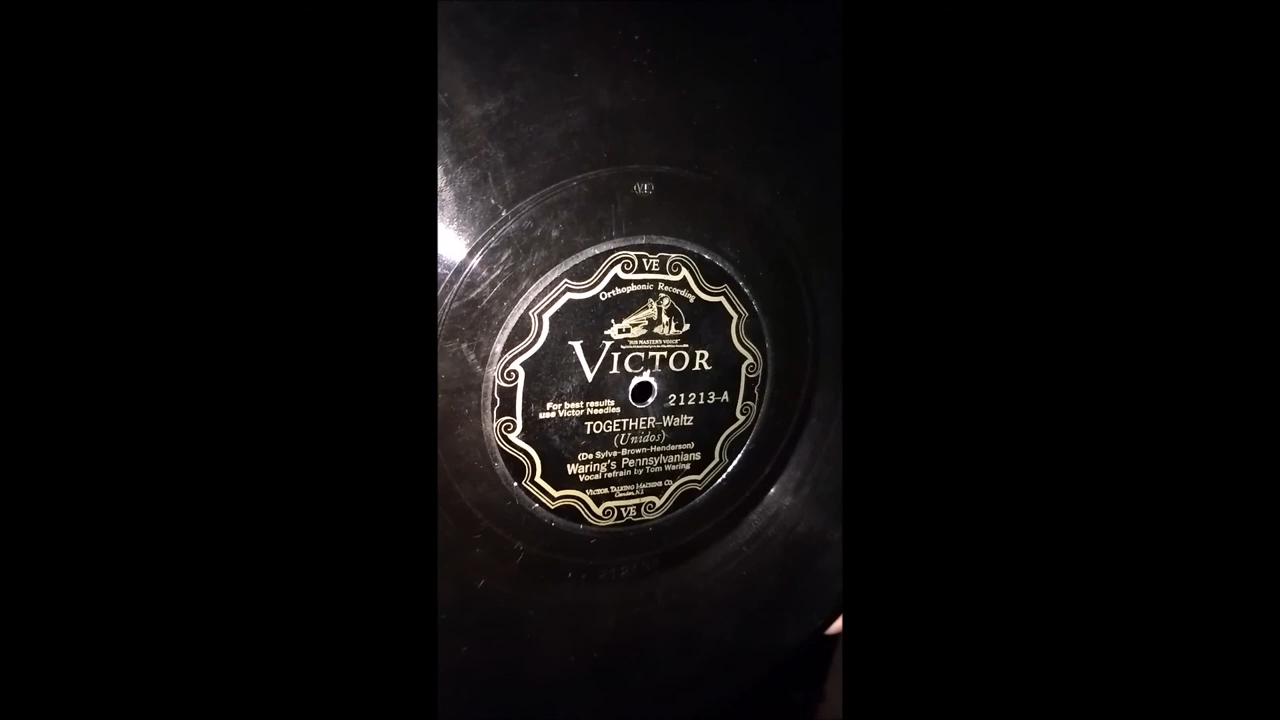 VE
VE
Orthophonic Recording
"HIS MASTER'S VOICE"
VICTOR
For best results
use Victor Needles
21213-A
TOGETHER-Waltz
(Unidos)
(De Sylva-Brown-Henderson)
Waring's Pennsylvanians
Vocal refrain by Tom Waring
VICTOR TALKING MACHINE CO.
Camden, N.J.
VE